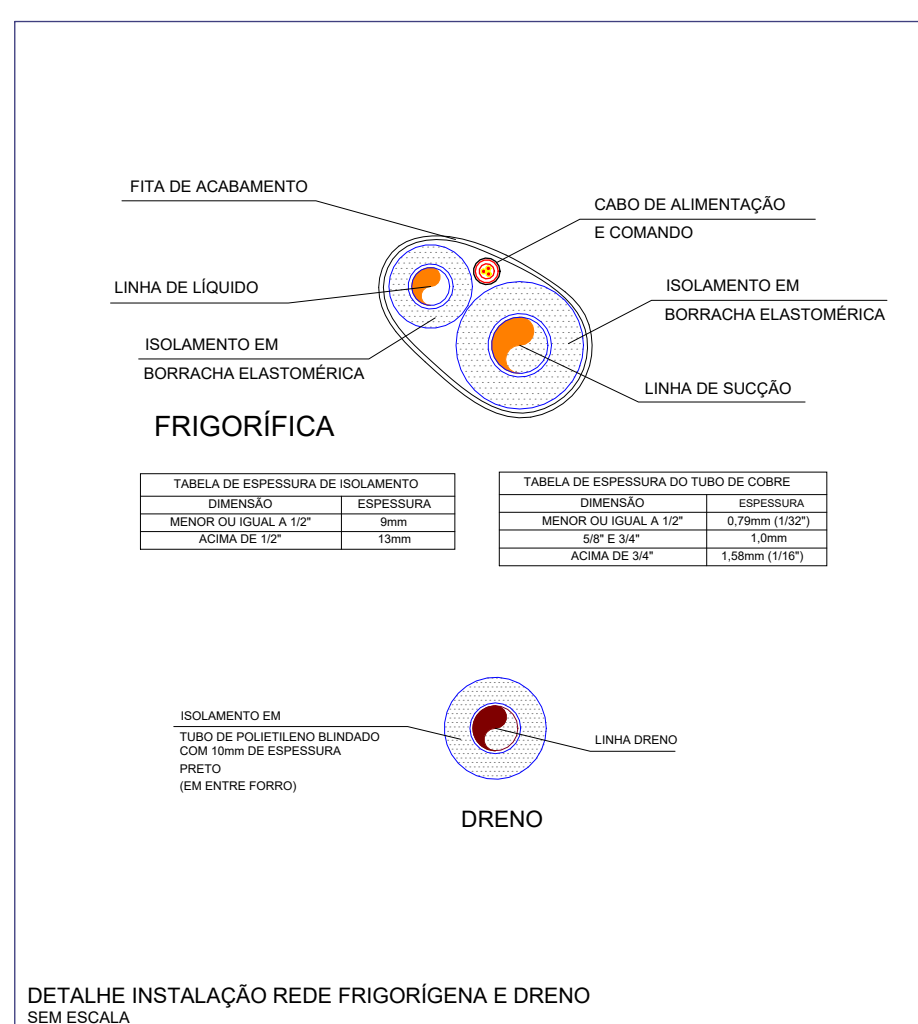 FITA DE ACABAMENTO
CABO DE ALIMENTAÇÃO
E COMANDO
LINHA DE LÍQUIDO
ISOLAMENTO EM
BORRACHA ELASTOMÉRICA
ISOLAMENTO EM
BORRACHA ELASTOMÉRICA
LINHA DE SUCÇÃO
FRIGORÍFICA
TABELA DE ESPESSURA DE ISOLAMENTO
DIMENSÃO ESPESSURA
MENOR OU IGUAL A 1/2" 9mm
ACIMA DE 1/2" 13mm
TABELA DE ESPESSURA DO TUBO DE COBRE
DIMENSÃO ESPESSURA
MENOR OU IGUAL A 1/2" 0,79mm (1/32")
5/8" E 3/4" 1,0mm
ACIMA DE 3/4" 1,58mm (1/16")
ISOLAMENTO EM
TUBO DE POLIETILENO BLINDADO
COM 10mm DE ESPESSURA
PRETO
(EM ENTRE FORRO)
LINHA DRENO
DRENO
DETALHE INSTALAÇÃO REDE FRIGORÍGENA E DRENO
SEM ESCALA